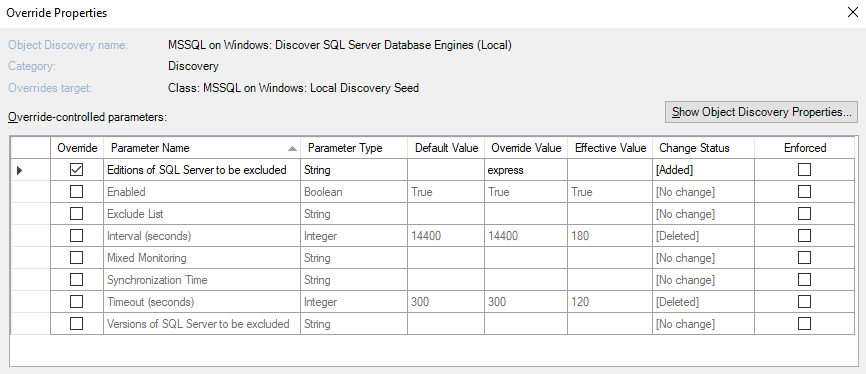 Override Properties
Object Discovery name: MSSQL on Windows: Discover SQL Server Database Engines (Local)
Category: Discovery
Overrides target: Class: MSSQL on Windows: Local Discovery Seed
Override-controlled parameters: Show Object Discovery Properties...
Override Parameter Name Parameter Type Default Value Override Value Effective Value Change Status Enforced
Editions of SQL Server to be excluded String express [Added]
Enabled Boolean True True True [No change]
Exclude List String [No change]
Interval (seconds) Integer 14400 14400 180 [Deleted]
Mixed Monitoring String [No change]
Synchronization Time String [No change]
Timeout (seconds) Integer 300 300 120 [Deleted]
Versions of SQL Server to be excluded String [No change]